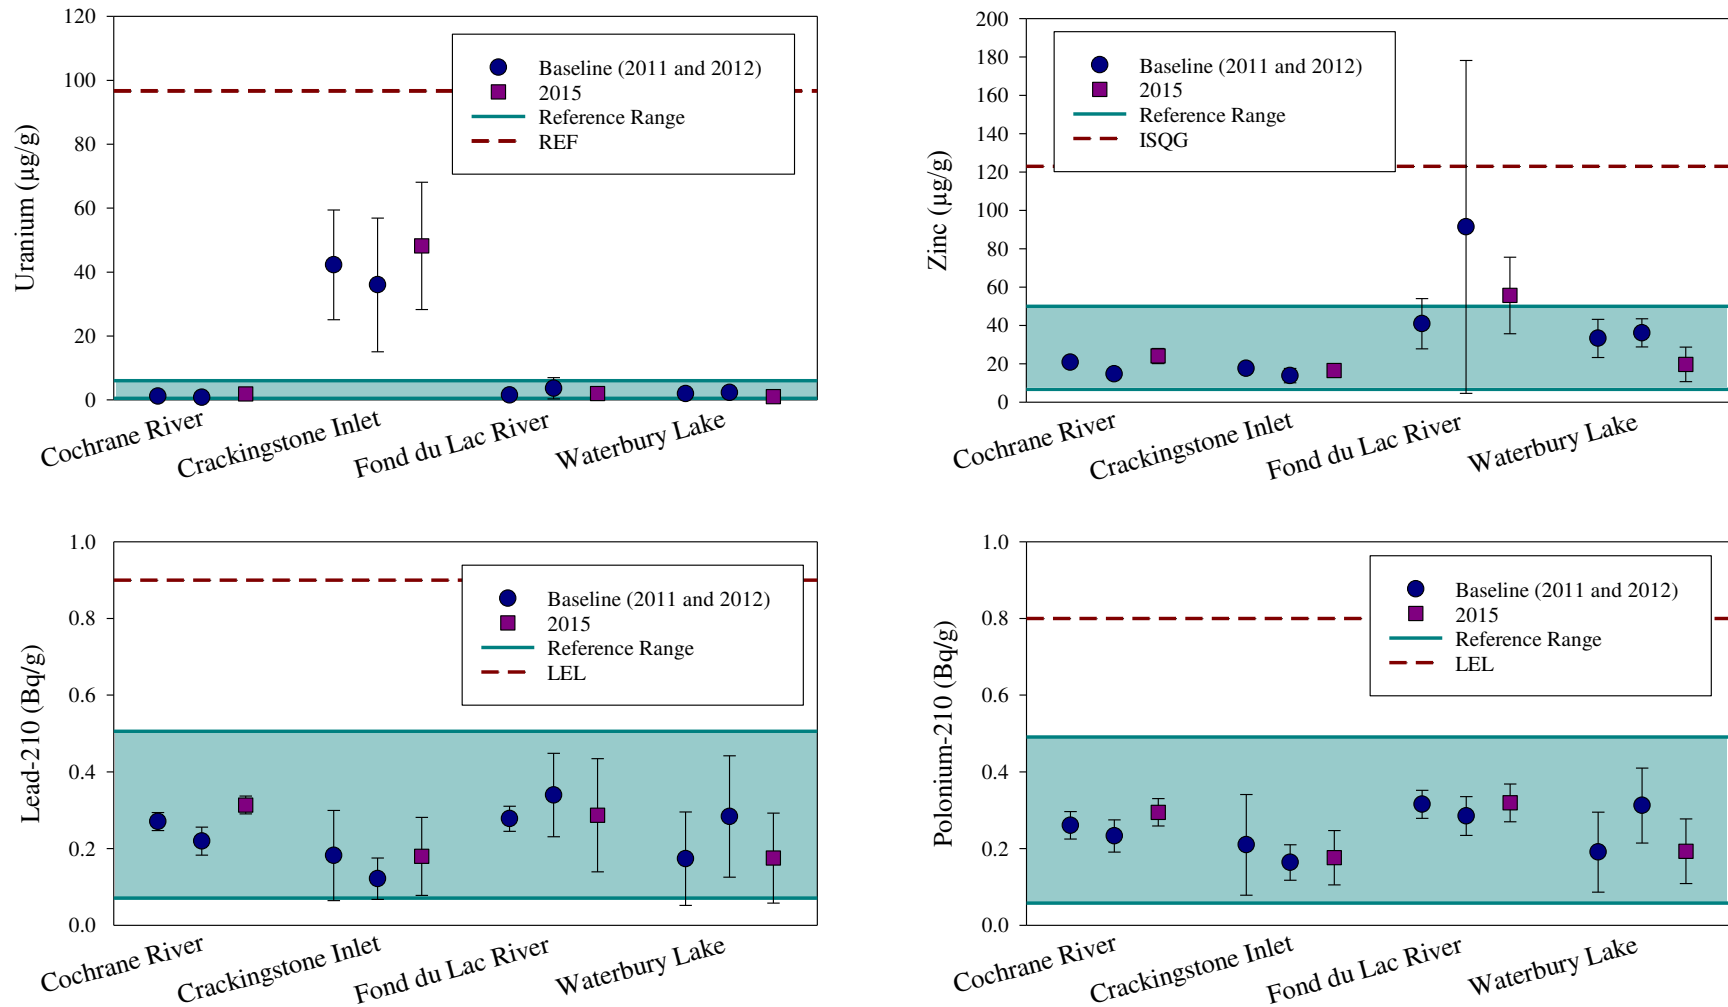 Uranium (µg/g)
120
100
80
60
40
20
0
Baseline (2011 and 2012)
2015
Reference Range
REF
Cochrane River
Crackingstone Inlet
Fond du Lac River
Waterbury Lake
Zinc (µg/g)
200
180
160
140
120
100
80
60
40
20
0
Baseline (2011 and 2012)
2015
Reference Range
ISQG
Cochrane River
Crackingstone Inlet
Fond du Lac River
Waterbury Lake
Lead-210 (Bq/g)
1.0
0.8
0.6
0.4
0.2
0.0
Baseline (2011 and 2012)
2015
Reference Range
LEL
Cochrane River
Crackingstone Inlet
Fond du Lac River
Waterbury Lake
Polonium-210 (Bq/g)
1.0
0.8
0.6
0.4
0.2
0.0
Baseline (2011 and 2012)
2015
Reference Range
LEL
Cochrane River
Crackingstone Inlet
Fond du Lac River
Waterbury Lake